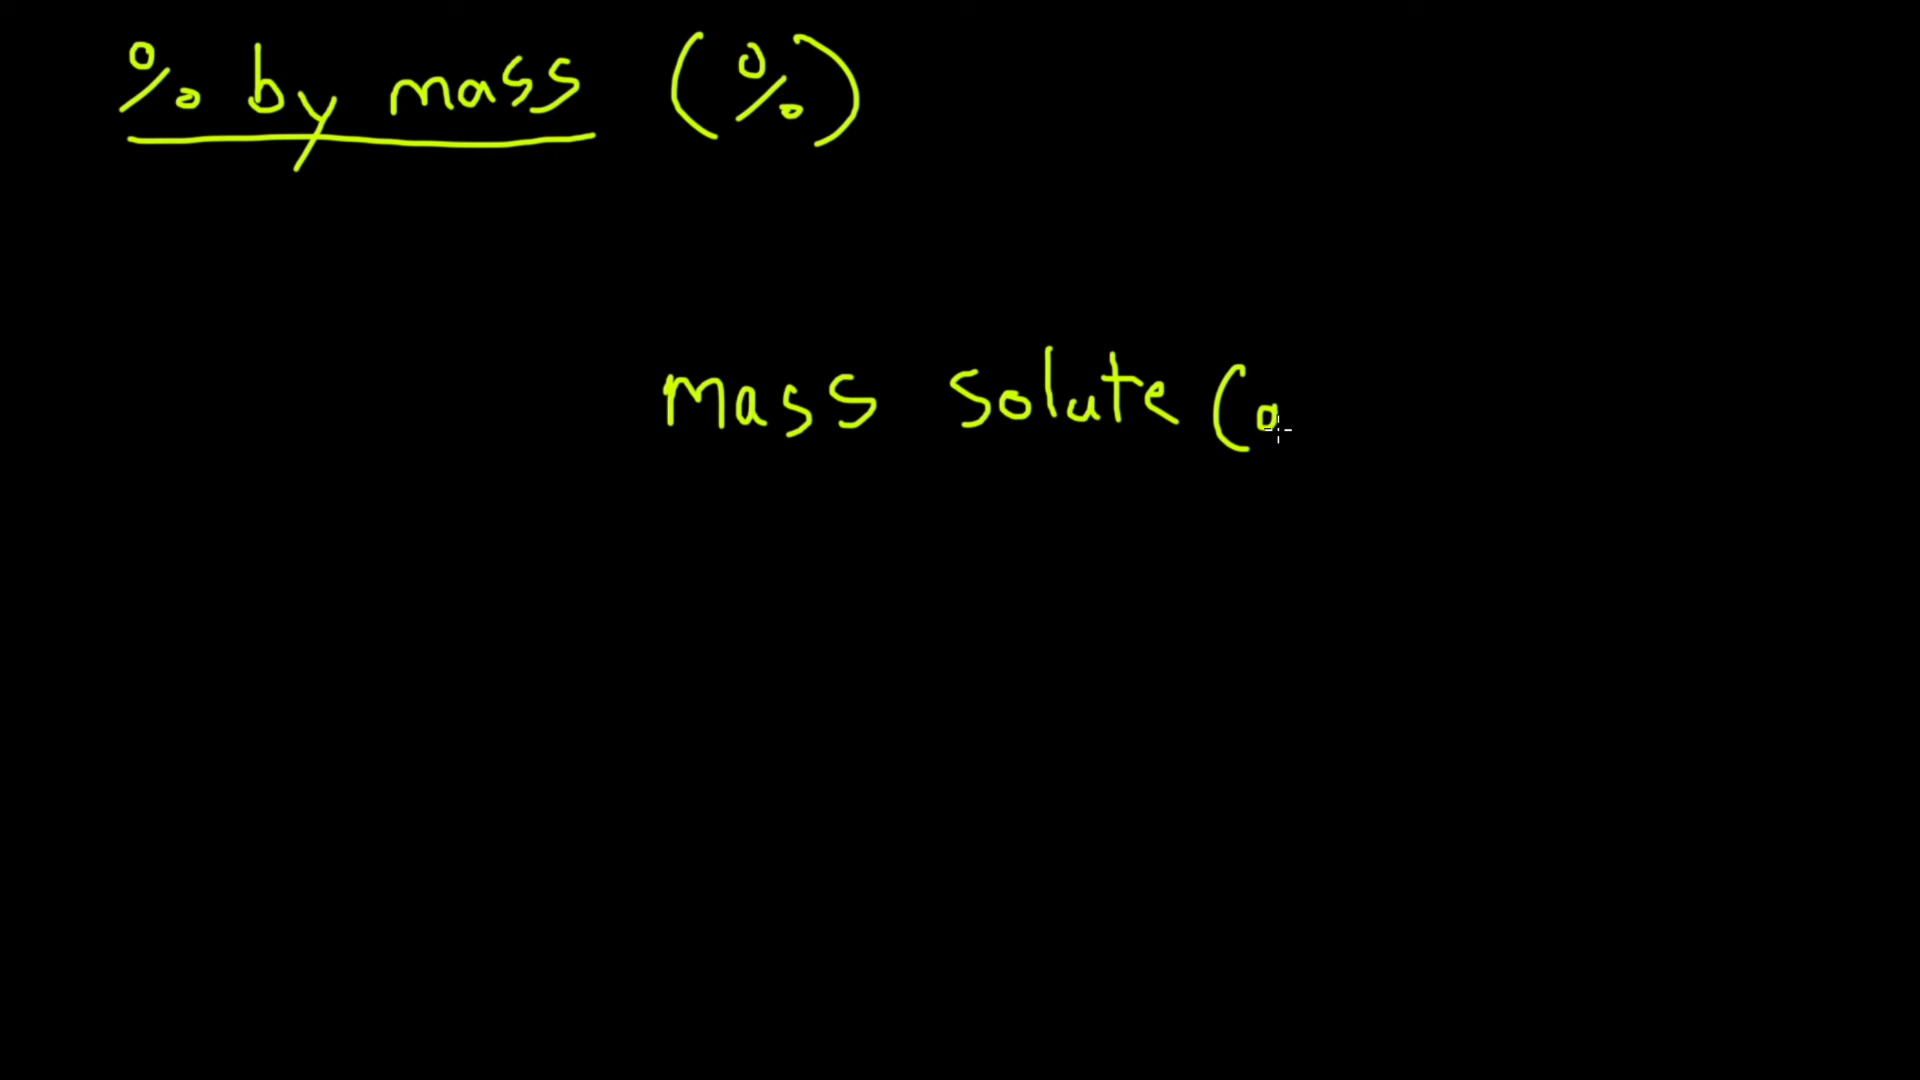 % by mass (%)
mass solute (